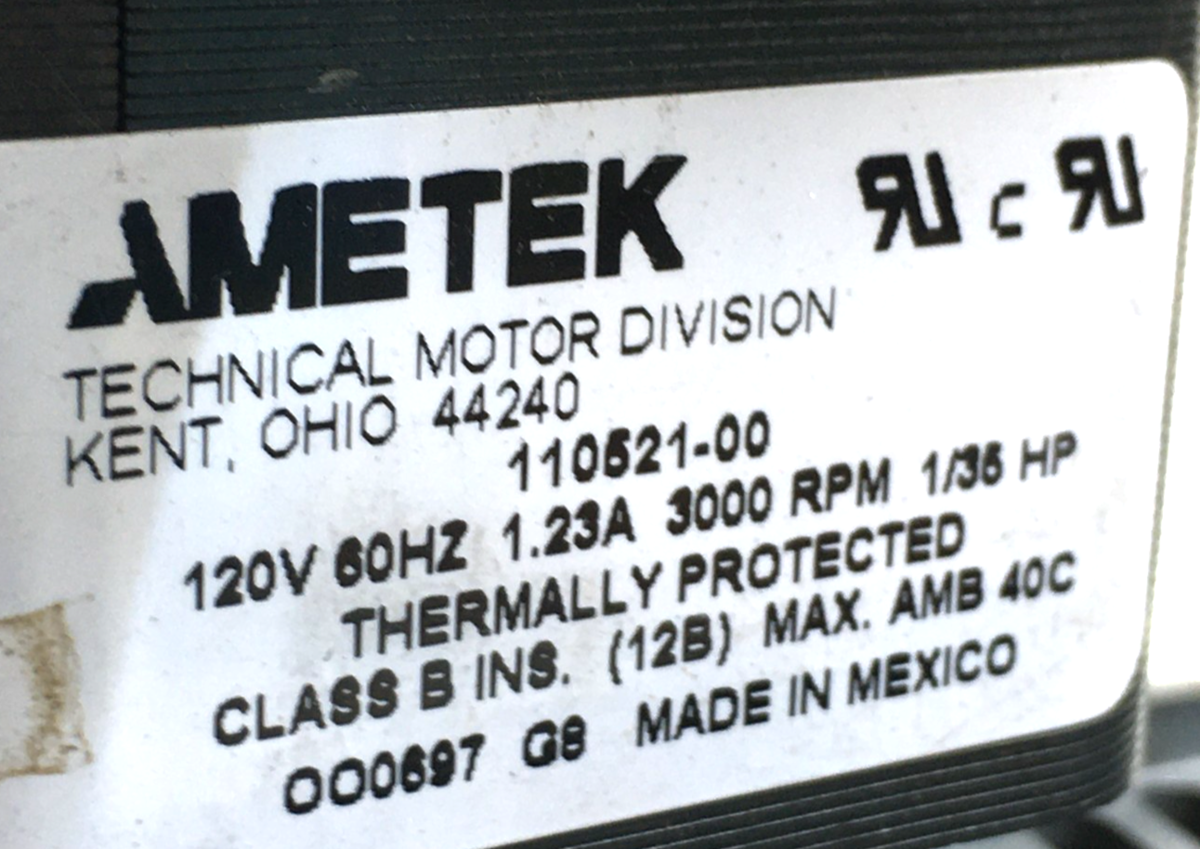 AMETEK
TECHNICAL MOTOR DIVISION
KENT, OHIO 44240
110521-00
120V 60HZ 1.23A 3000 RPM 1/35 HP
THERMALLY PROTECTED
CLASS B INS. (12B) MAX. AMB 40C
000697 G8 MADE IN MEXICO